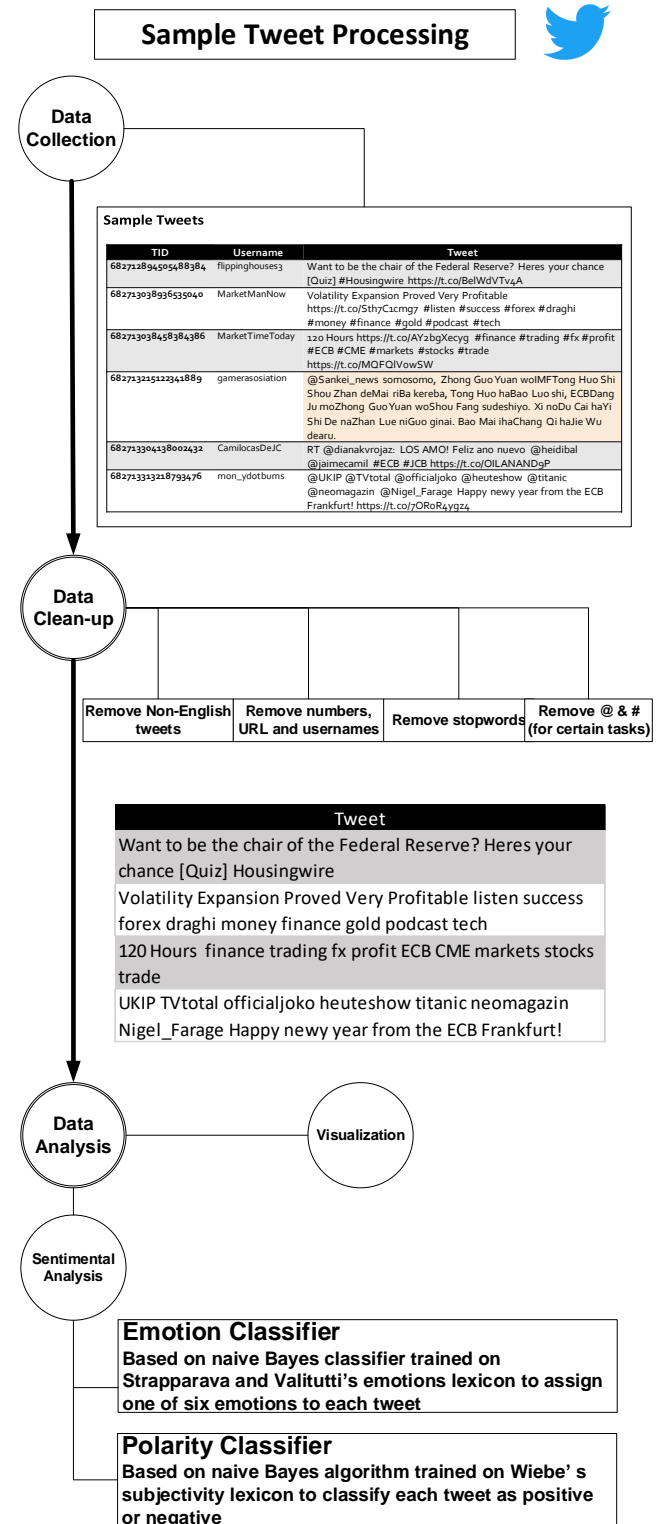 Sample Tweet Processing
Data
Collection
Sample Tweets
TID Username Tweet
682712894505488384 flippinghouses3 Want to be the chair of the Federal Reserve? Heres your chance
[Quiz] #Housingwire https://t.co/BelWdVTv4A
682713038936535040 MarketManNow Volatility Expansion Proved Very Profitable
https://t.co/Sth7C1cmg7 #listen #success #forex #draghi
#money #finance #gold #podcast #tech
682713038458384386 MarketTimeToday 120 Hours https://t.co/AY2bgXecyg #finance #trading #fx #profit
#ECB #CME #markets #stocks #trade
https://t.co/MQFQlVowSW
682713215122341889 gamerasosiation @Sankei_news somosomo, Zhong Guo Yuan woIMFTong Huo Shi
Shou Zhan deMai riBa kereba, Tong Huo haBao Luo shi, ECBDang
Ju moZhong Guo Yuan woShou Fang sudeshiyo. Xi noDu Cai haYi
Shi De naZhan Lue niGuo ginai. Bao Mai ihaChang Qi haJie Wu
dearu.
682713304138002432 CamilocasDeJC RT @dianakvrojaz: LOS AMO! Feliz ano nuevo @heidibal
@jaimecamil #ECB #JCB https://t.co/OILANAND9P
682713313218793476 mon_ydotbums @UKIP @TVtotal @officialjoko @heuteshow @titanic
@neomagazin @Nigel_Farage Happy newy year from the ECB
Frankfurt! https://t.co/7ORoR4ygz4
Data
Clean-up
Remove Non-English
tweets
Remove numbers,
URL and usernames
Remove stopwords
Remove @ & #
(for certain tasks)
Tweet
Want to be the chair of the Federal Reserve? Heres your
chance [Quiz] Housingwire
Volatility Expansion Proved Very Profitable listen success
forex draghi money finance gold podcast tech
120 Hours finance trading fx profit ECB CME markets stocks
trade
UKIP TVtotal officialjoko heuteshow titanic neomagazin
Nigel_Farage Happy newy year from the ECB Frankfurt!
Data
Analysis
Visualization
Sentimental
Analysis
Emotion Classifier
Based on naive Bayes classifier trained on
Strapparava and Valitutti's emotions lexicon to assign
one of six emotions to each tweet
Polarity Classifier
Based on naive Bayes algorithm trained on Wiebe' s
subjectivity lexicon to classify each tweet as positive
or negative